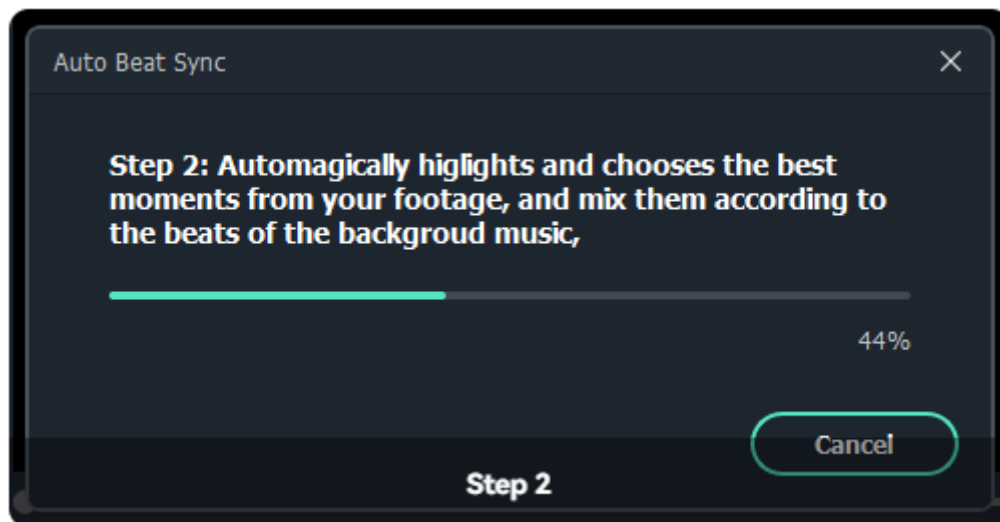 Auto Beat Sync
Step 2: Automagically higlights and chooses the best
moments from your footage, and mix them according to
the beats of the backgroud music,
44%
Cancel
Step 2